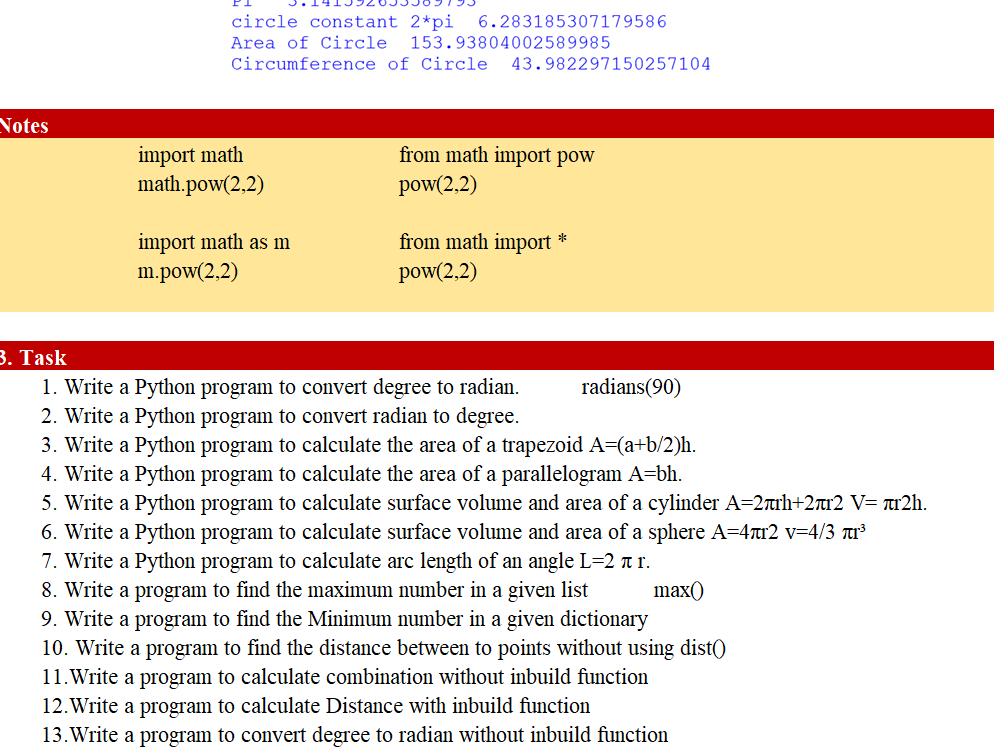 Pi 3.141592653589793
circle constant 2*pi 6.283185307179586
Area of Circle 153.93804002589985
Circumference of Circle 43.982297150257104
Notes
import math from math import pow
math.pow(2,2) pow(2,2)
import math as m from math import *
m.pow(2,2) pow(2,2)
3. Task
1. Write a Python program to convert degree to radian. radians(90)
2. Write a Python program to convert radian to degree.
3. Write a Python program to calculate the area of a trapezoid A=(a+b/2)h.
4. Write a Python program to calculate the area of a parallelogram A=bh.
5. Write a Python program to calculate surface volume and area of a cylinder A=2πrh+2πr2 V= πr2h.
6. Write a Python program to calculate surface volume and area of a sphere A=4πr2 v=4/3 πr³
7. Write a Python program to calculate arc length of an angle L=2 π r.
8. Write a program to find the maximum number in a given list max()
9. Write a program to find the Minimum number in a given dictionary
10. Write a program to find the distance between to points without using dist()
11.Write a program to calculate combination without inbuild function
12.Write a program to calculate Distance with inbuild function
13.Write a program to convert degree to radian without inbuild function